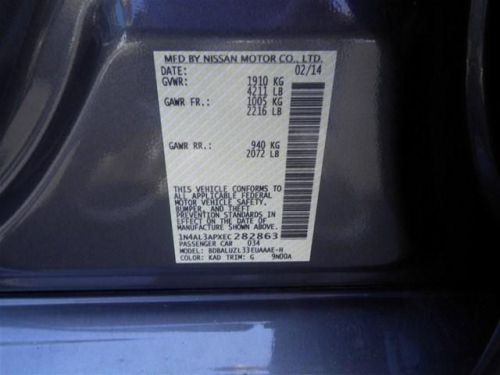 MFD BY NISSAN MOTOR CO., LTD.
DATE: 02/14
GVWR: 1910 KG
4211 LB
GAWR FR: 1005 KG
2216 LB
GAWR RR.: 940 KG
2072 LB
THIS VEHICLE CONFORMS TO
ALL APPLICABLE FEDERAL
MOTOR VEHICLE SAFETY,
BUMPER, AND THEFT
PREVENTION STANDARDS IN
EFFECT ON THE DATE OF
MANUFACTURE SHOWN ABOVE.
1N4AL3APXEC282863
PASSENGER CAR 034
MODEL: BDBALUZL33EUAAAE-H
COLOR: KAD TRIM: G 9N00A